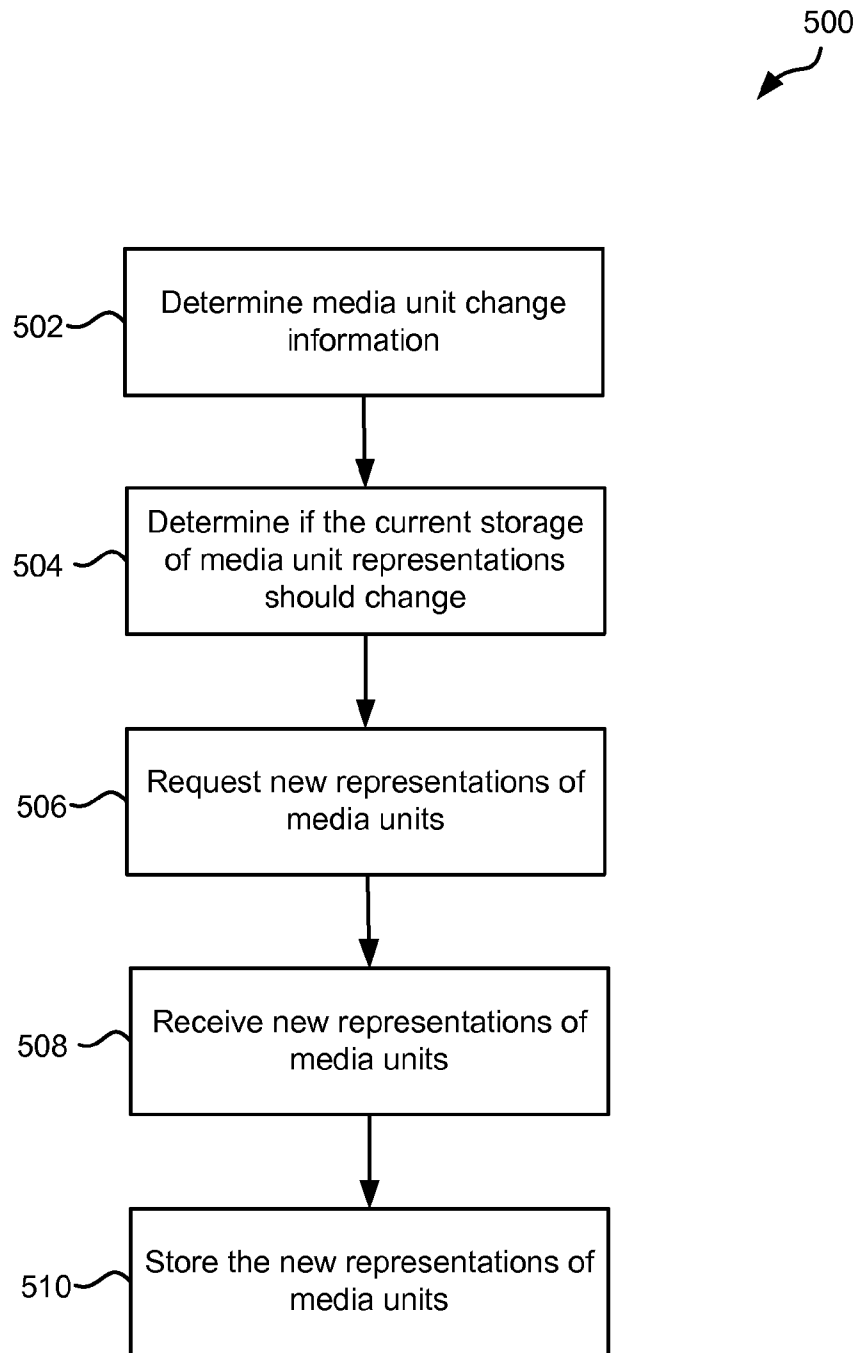 500
502
Determine media unit change
information
504
Determine if the current storage
of media unit representations
should change
506
Request new representations of
media units
508
Receive new representations of
media units
510
Store the new representations of
media units